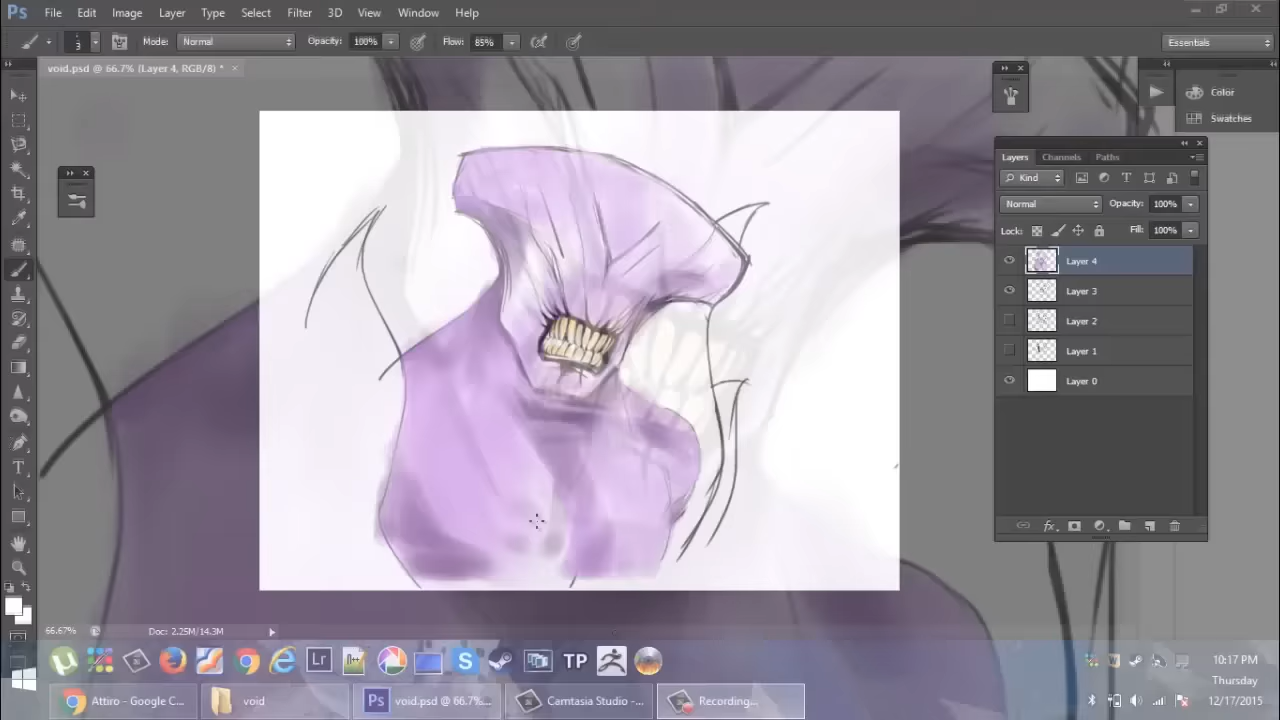 Ps File Edit Image Layer Type Select Filter 3D View Window Help
3 Mode: Normal Opacity: 100% Flow: 85% Essentials
void.psd @ 66.7% (Layer 4, RGB/8) * ×
Color
Swatches
Layers Channels Paths
Kind
Normal Opacity: 100%
Lock: Fill: 100%
Layer 4
Layer 3
Layer 2
Layer 1
Layer 0
fx
66.67% Doc: 2.25M/14.3M
Lr n++ S TP
10:17 PM
Thursday
12/17/2015
Attiro - Google C...
void
Ps void.psd @ 66.7%...
Camtasia Studio -...
Recording...